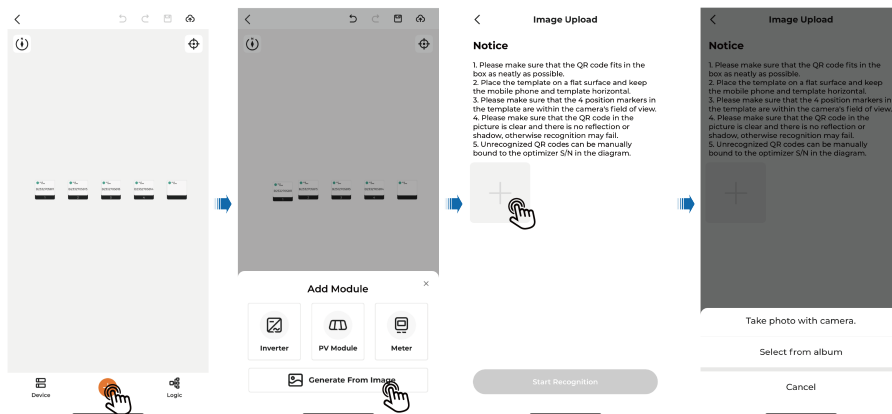 Device
Logic
Add Module
Inverter
PV Module
Meter
Generate From Image
Image Upload
Notice
1. Please make sure that the QR code fits in the
box as neatly as possible.
2. Place the template on a flat surface and keep
the mobile phone and template horizontal.
3. Please make sure that the 4 position markers in
the template are within the camera's field of view.
4. Please make sure that the QR code in the
picture is clear and there is no reflection or
shadow, otherwise recognition may fail.
5. Unrecognized QR codes can be manually
bound to the optimizer S/N in the diagram.
Start Recognition
Image Upload
Notice
1. Please make sure that the QR code fits in the
box as neatly as possible.
2. Place the template on a flat surface and keep
the mobile phone and template horizontal.
3. Please make sure that the 4 position markers in
the template are within the camera's field of view.
4. Please make sure that the QR code in the
picture is clear and there is no reflection or
shadow, otherwise recognition may fail.
5. Unrecognized QR codes can be manually
bound to the optimizer S/N in the diagram.
Take photo with camera.
Select from album
Cancel